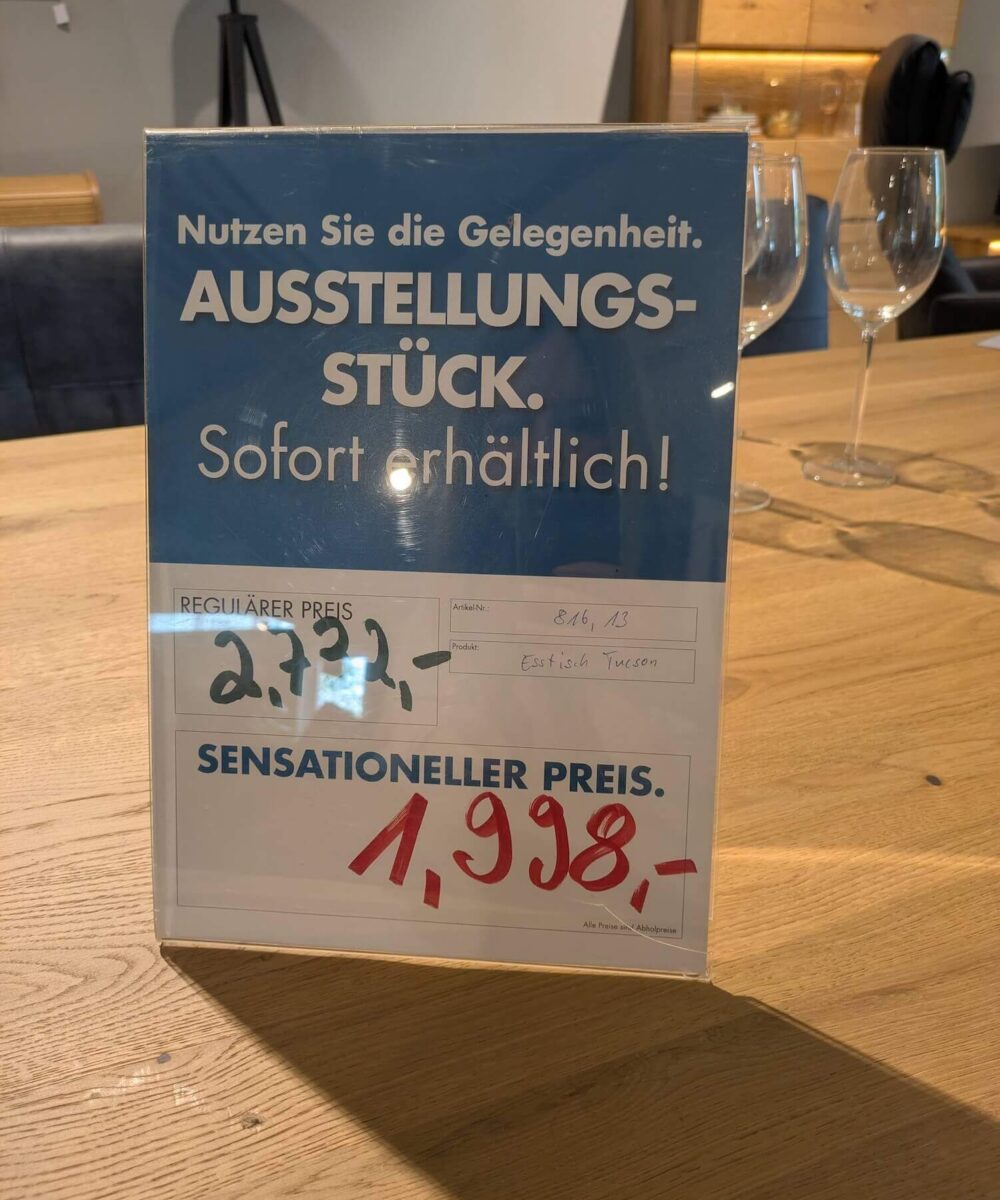 Nutzen Sie die Gelegenheit.
AUSSTELLUNGS-
STÜCK.
Sofort erhältlich!
REGULÄRER PREIS
2,722,-
Artikel-Nr.:
816, 13
Produkt:
Esstisch Tucson
SENSATIONELLER PREIS.
1,998,-
Alle Preise sind Abholpreise